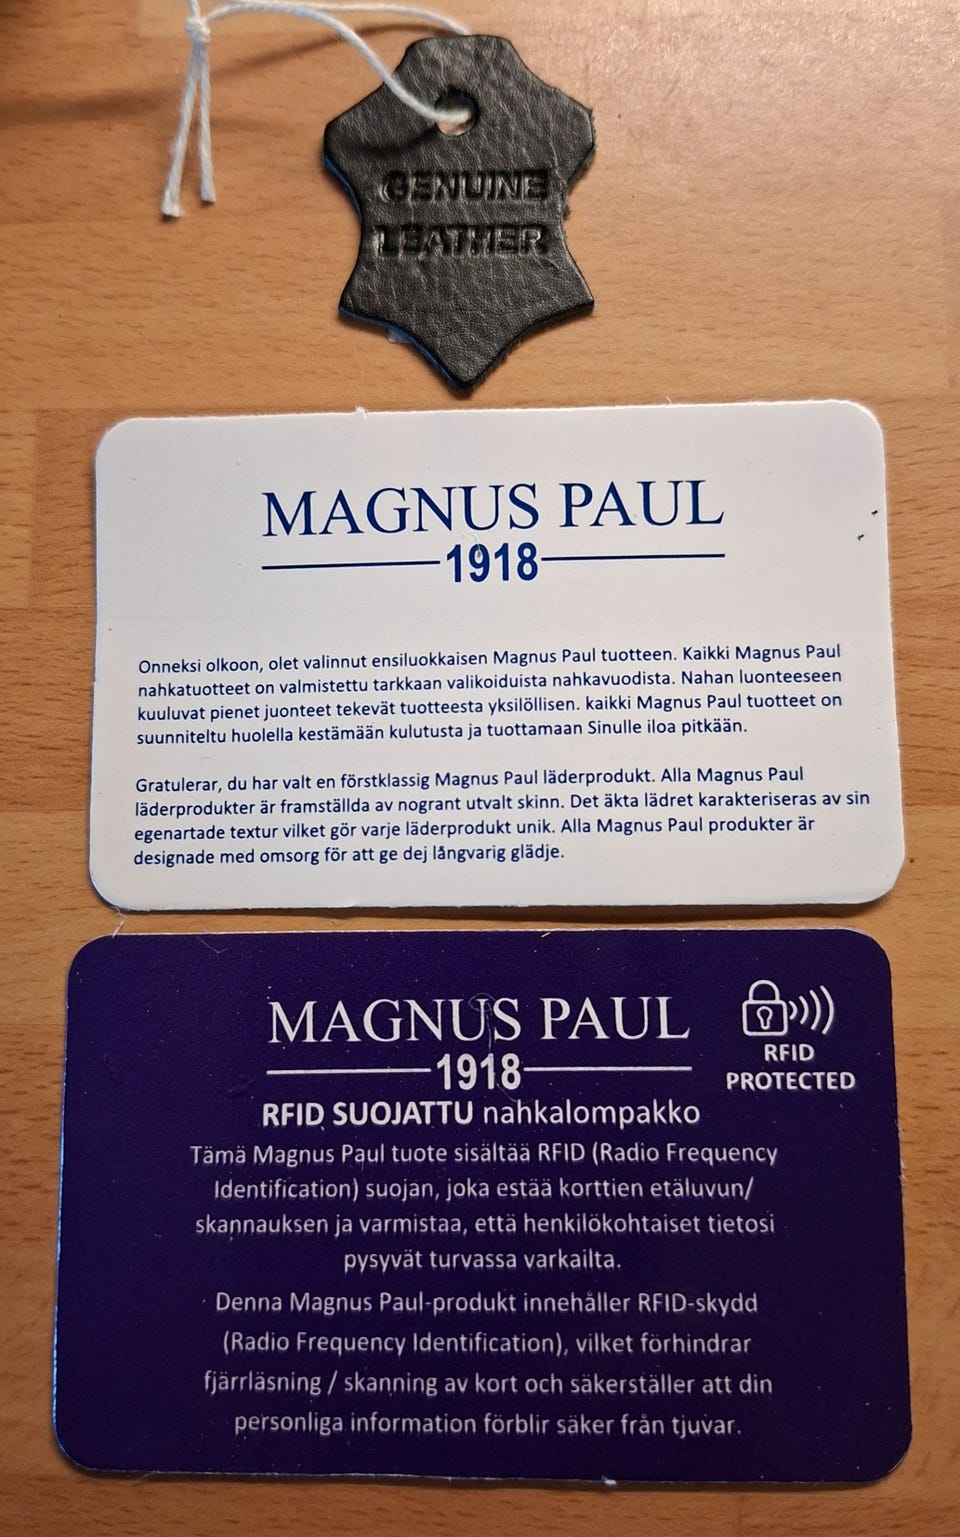 GENUINE
LEATHER
MAGNUS PAUL
1918
Onneksi olkoon, olet valinnut ensiluokkaisen Magnus Paul tuotteen. Kaikki Magnus Paul
nahkatuotteet on valmistettu tarkkaan valikoiduista nahkavuodista. Nahan luonteeseen
kuuluvat pienet juonteet tekevät tuotteesta yksilöllisen. kaikki Magnus Paul tuotteet on
suunniteltu huolella kestämään kulutusta ja tuottamaan Sinulle iloa pitkään.
Gratulerar, du har valt en förstklassig Magnus Paul läderprodukt. Alla Magnus Paul
läderprodukter är framställda av nogrant utvalt skinn. Det äkta lädret karakteriseras av sin
egenartade textur vilket gör varje läderprodukt unik. Alla Magnus Paul produkter är
designade med omsorg för att ge dej långvarig glädje.
MAGNUS PAUL
1918
RFID
PROTECTED
RFID SUOJATTU nahkalompakko
Tämä Magnus Paul tuote sisältää RFID (Radio Frequency
Identification) suojan, joka estää korttien etäluvun/
skannauksen ja varmistaa, että henkilökohtaiset tietosi
pysyvät turvassa varkailta.
Denna Magnus Paul-produkt innehåller RFID-skydd
(Radio Frequency Identification), vilket förhindrar
fjärrläsning / skanning av kort och säkerställer att din
personliga information förblir säker från tjuvar.